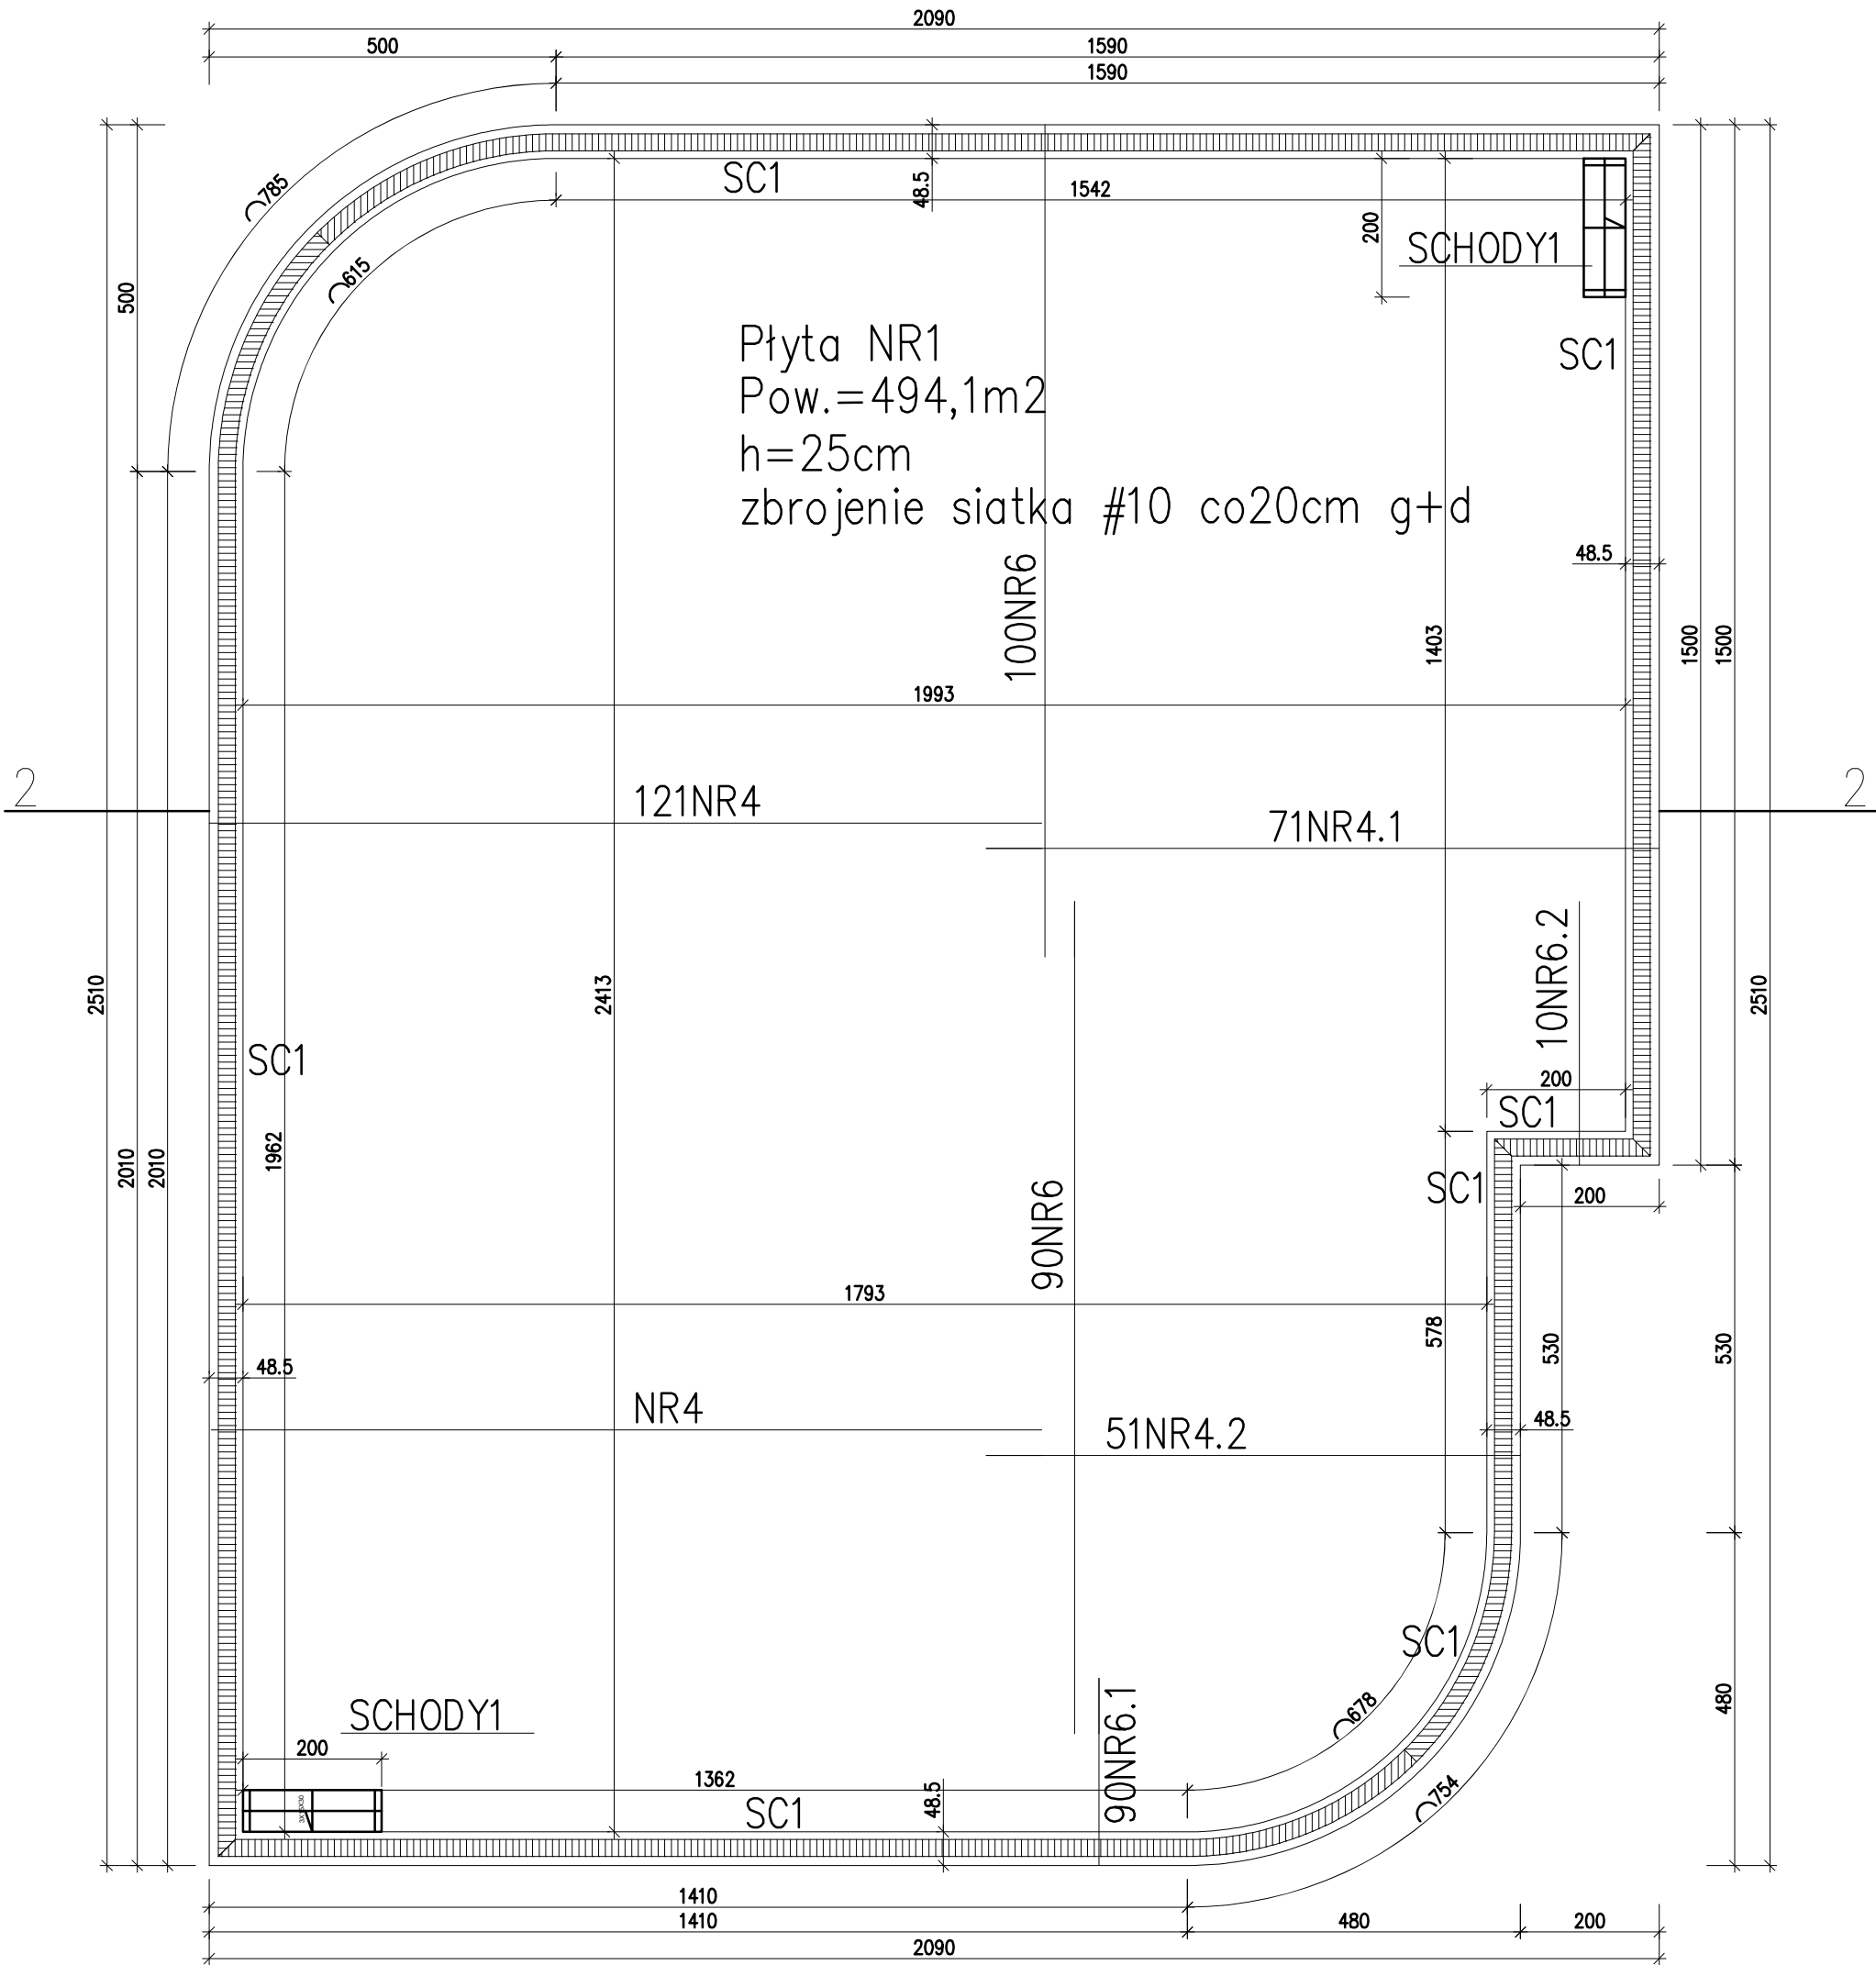 2090
500
1590
1590
785
SC1
48.5
1542
200
SCHODY1
615
500
SC1
Płyta NR1
Pow.=494,1m2
h=25cm
zbrojenie siatka #10 co20cm g+d
48.5
100NR6
1403
1500
1500
1993
2
2
121NR4
71NR4.1
10NR6.2
2510
2413
2510
SC1
200
SC1
2010
2010
1962
SC1
200
90NR6
1793
578
530
530
48.5
NR4
51NR4.2
48.5
SC1
480
SCHODY1
678
90NR6.1
200
1362
48.5
754
SC1
1410
1410
480
200
2090